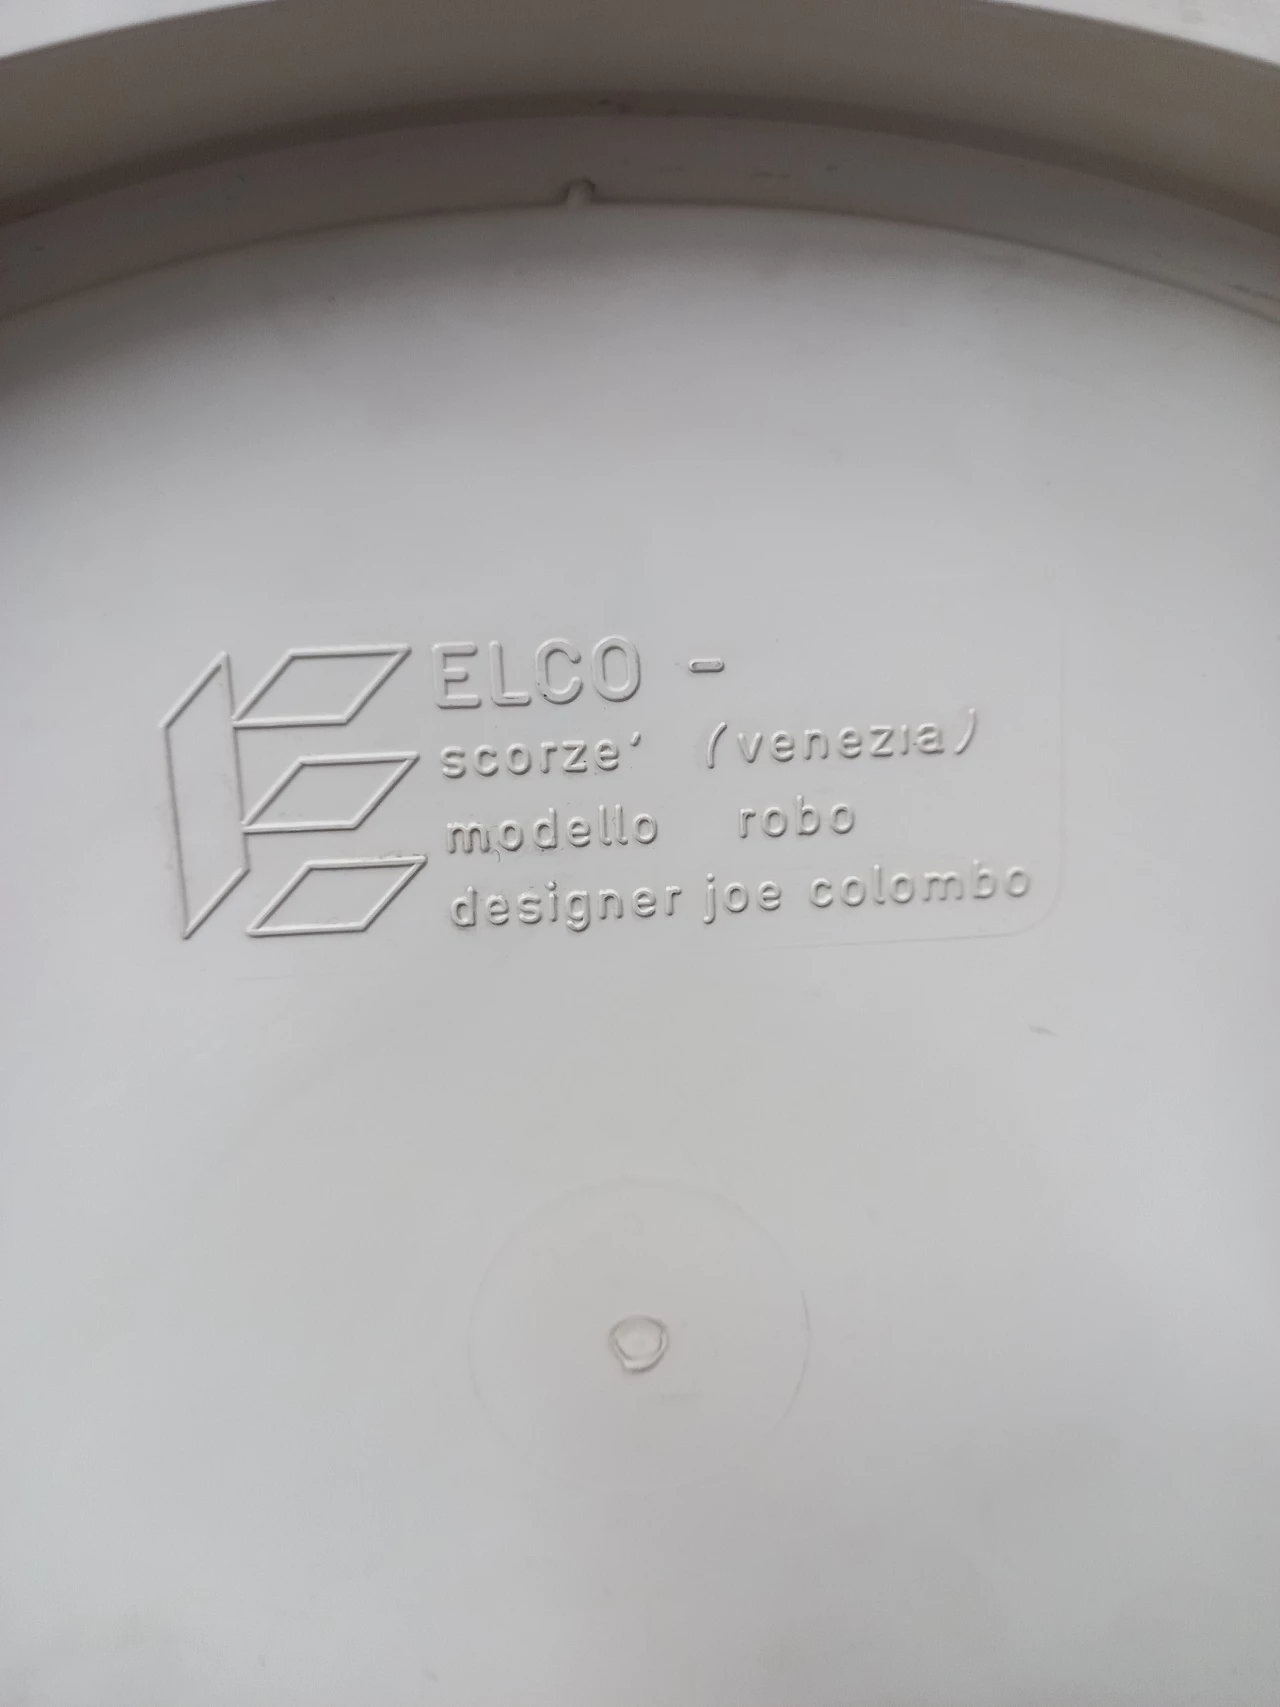 ELCO -
scorze' (venezia)
modello robo
designer joe colombo